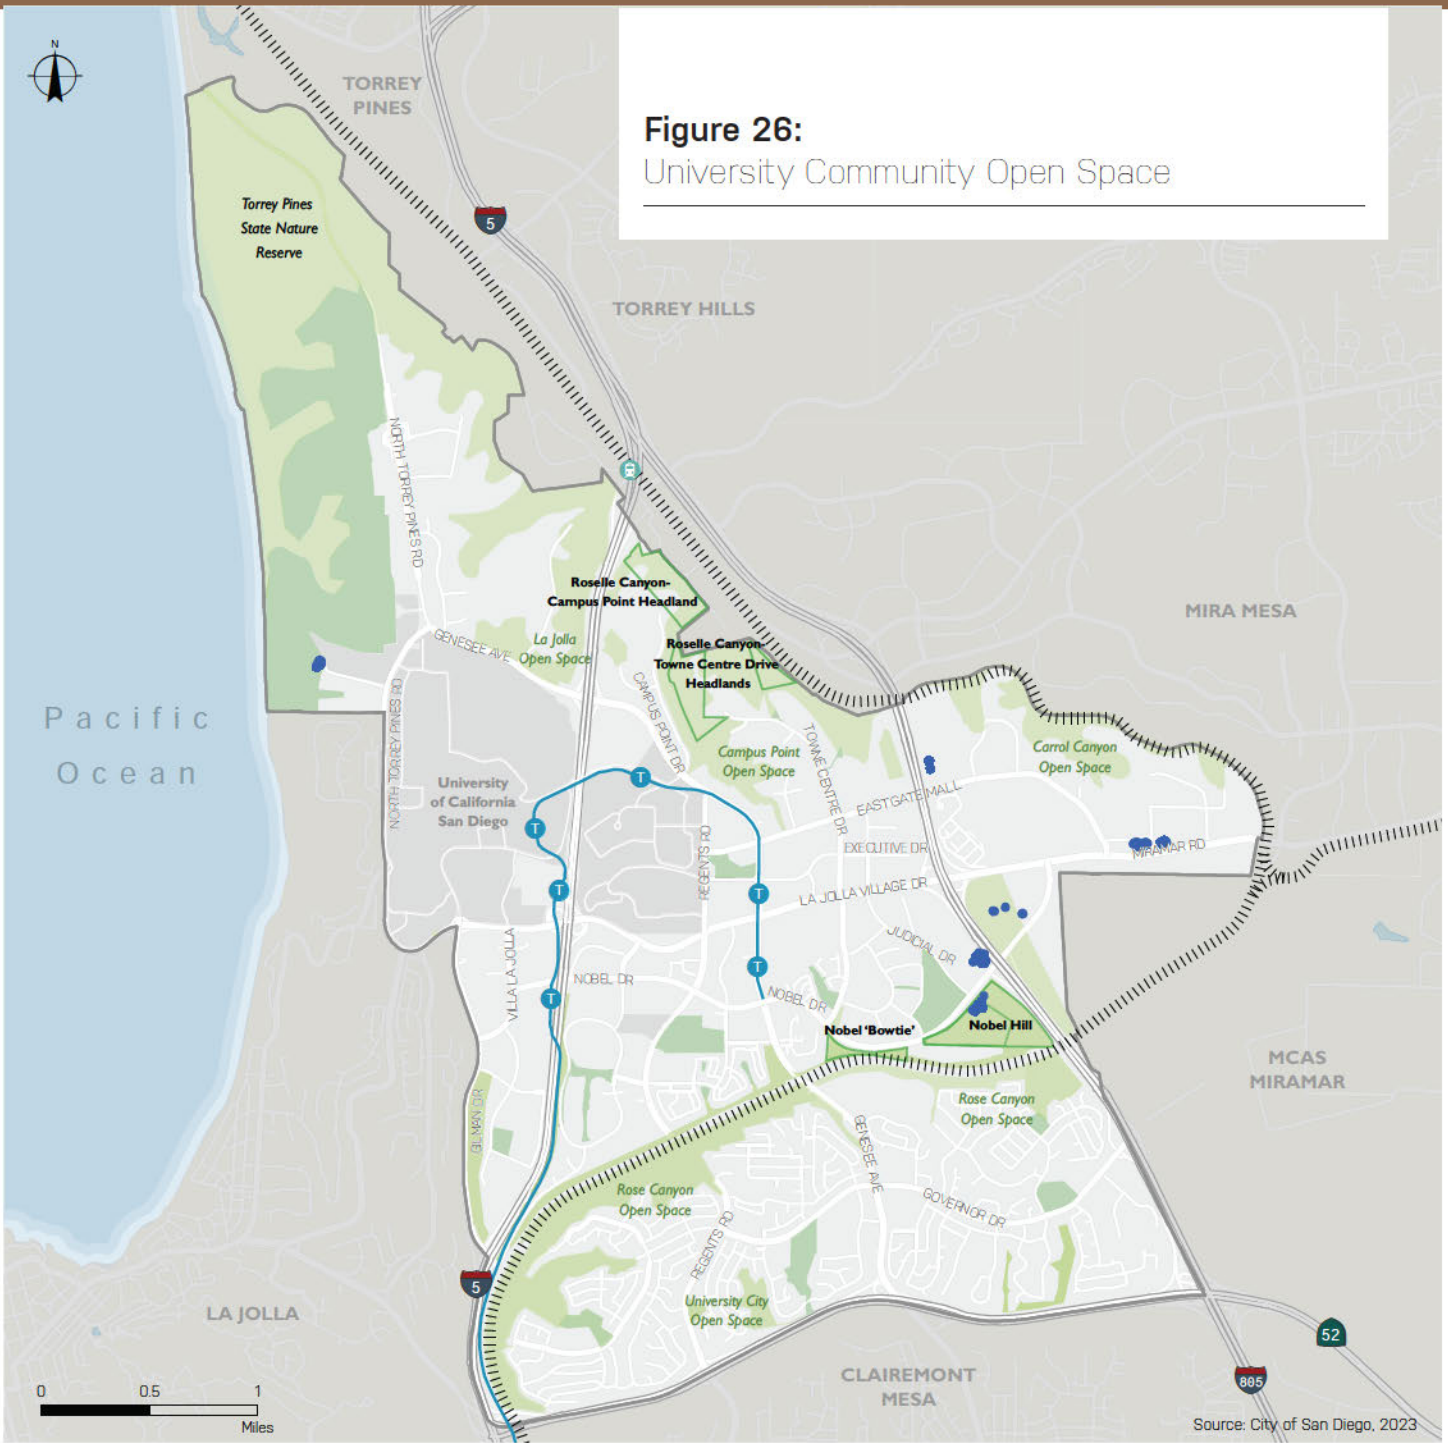 Figure 26:
University Community Open Space
N
TORREY
PINES
5
Torrey Pines
State Nature
Reserve
TORREY HILLS
NORTH TORREY PINES RD
Roselle Canyon-
Campus Point Headland
MIRA MESA
GENESEE AVE
La Jolla
Open Space
Roselle Canyon-
Towne Centre Drive
Headlands
CAMPUS POINT DR
NORTH TORREY PINES RD
Pacific
Ocean
TOWNE CENTRE DR
Campus Point
Open Space
Carrol Canyon
Open Space
University
of California
San Diego
T
T
EASTGATE MALL
REGENTS RD
EXECUTIVE DR
MIRAMAR RD
T
T
LA JOLLA VILLAGE DR
JUDICIAL DR
VILLA LA JOLLA
NOBEL DR
T
T
NOBEL DR
Nobel 'Bowtie'
Nobel Hill
MCAS
MIRAMAR
GILMAN DR
Rose Canyon
Open Space
GENESEE AVE
Rose Canyon
Open Space
GOVERNOR DR
REGENTS RD
5
LA JOLLA
University City
Open Space
52
CLAIREMONT
MESA
805
0 0.5 1
Miles
Source: City of San Diego, 2023